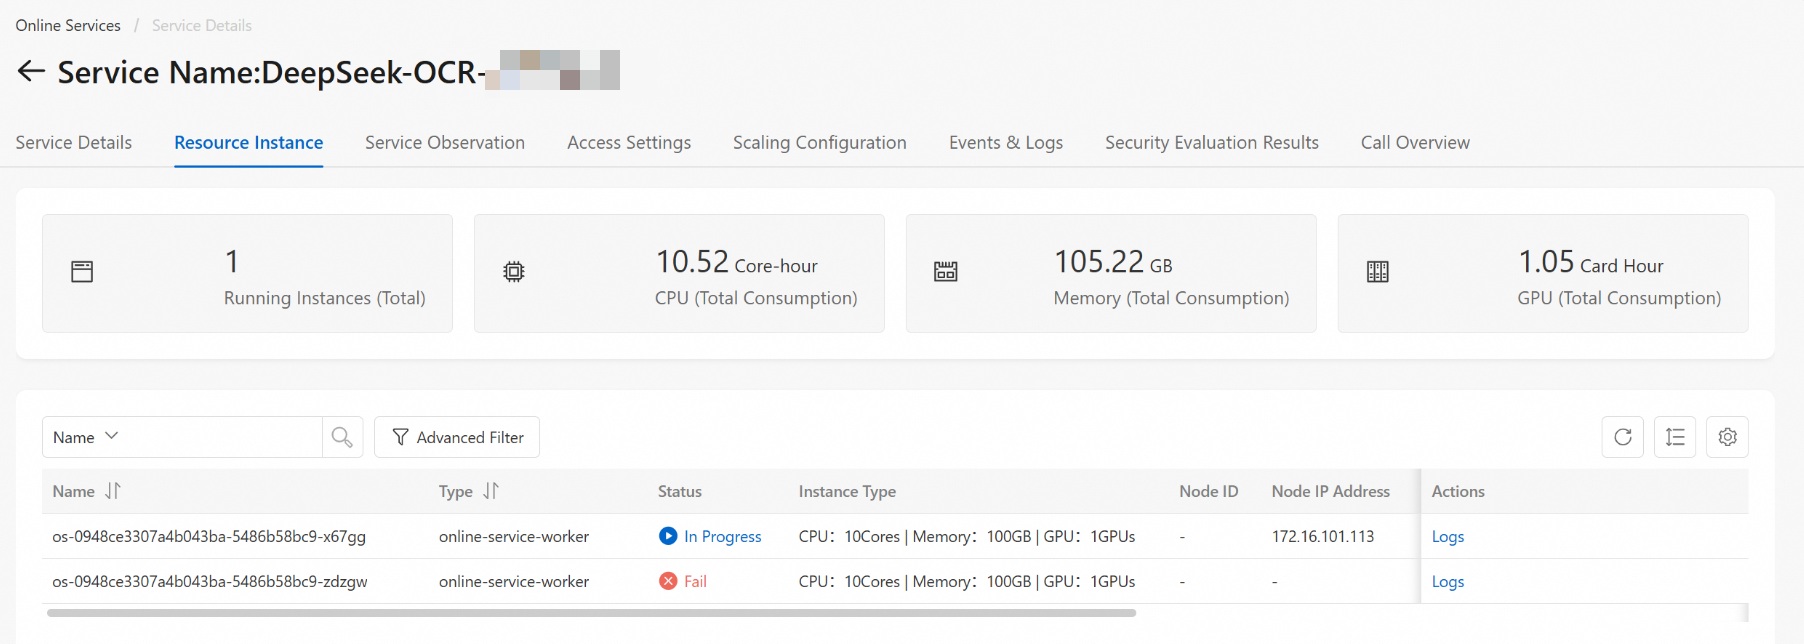 Online Services / Service Details
Service Name:DeepSeek-OCR-
Service Details Resource Instance Service Observation Access Settings Scaling Configuration Events & Logs Security Evaluation Results Call Overview
1
Running Instances (Total)
10.52 Core-hour
CPU (Total Consumption)
105.22 GB
Memory (Total Consumption)
1.05 Card Hour
GPU (Total Consumption)
Name Advanced Filter
Name Type Status Instance Type Node ID Node IP Address Actions
os-0948ce3307a4b043ba-5486b58bc9-x67gg online-service-worker In Progress CPU：10Cores | Memory：100GB | GPU：1GPUs - 172.16.101.113 Logs
os-0948ce3307a4b043ba-5486b58bc9-zdzgw online-service-worker Fail CPU：10Cores | Memory：100GB | GPU：1GPUs - - Logs